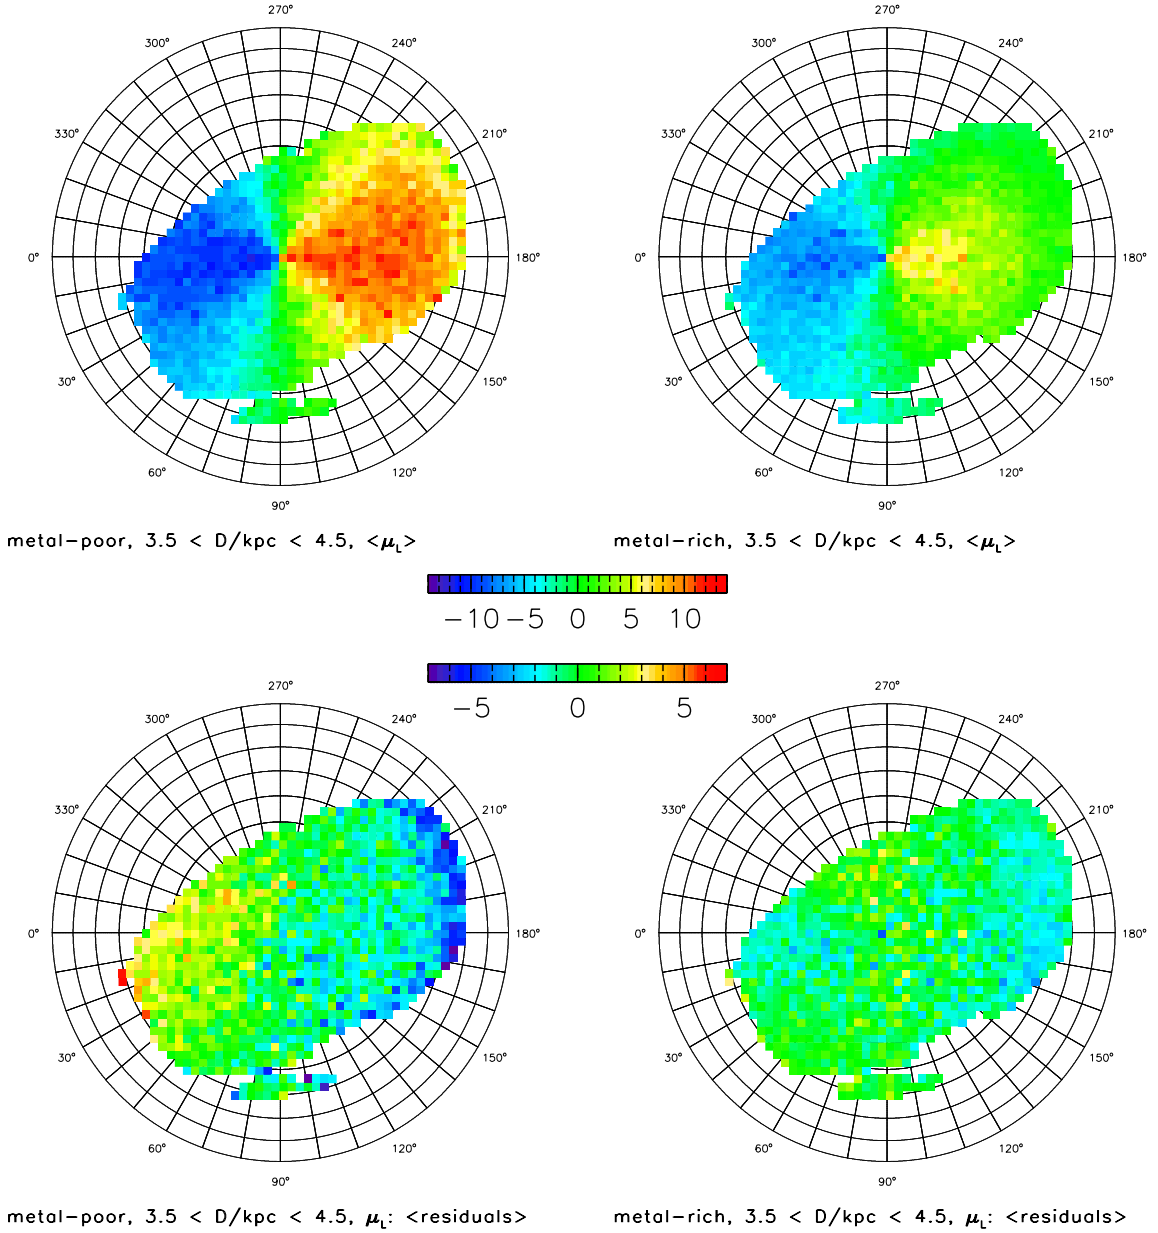 270° 270°
300° 240° 300° 240°
330° 210° 330° 210°
0° 180° 0° 180°
30° 150° 30° 150°
60° 120° 60° 120°
90° 90°
metal-poor, 3.5 < D/kpc < 4.5, <μL> metal-rich, 3.5 < D/kpc < 4.5, <μL>
-10 -5 0 5 10
-5 0 5
270° 270°
300° 240° 300° 240°
330° 210° 330° 210°
0° 180° 0° 180°
30° 150° 30° 150°
60° 120° 60° 120°
90° 90°
metal-poor, 3.5 < D/kpc < 4.5, μL: <residuals> metal-rich, 3.5 < D/kpc < 4.5, μL: <residuals>